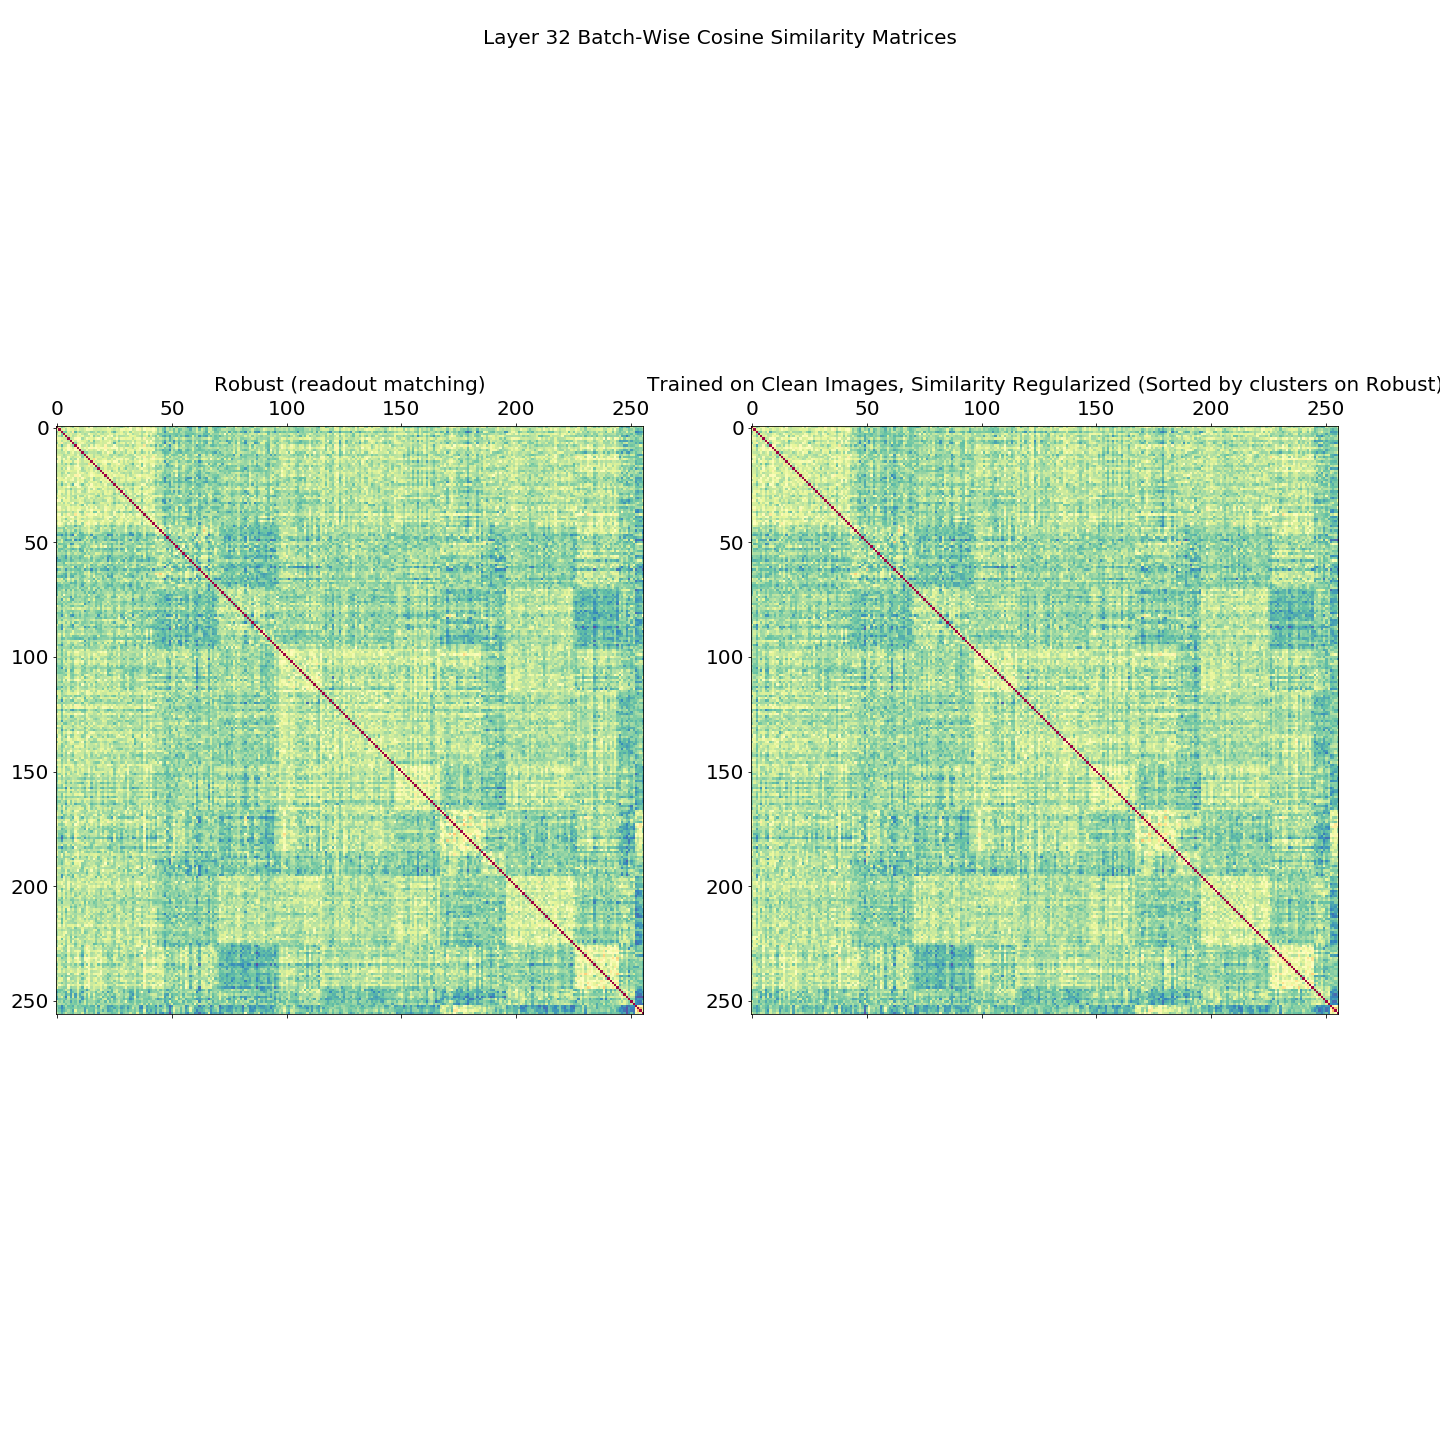 Layer 32 Batch-Wise Cosine Similarity Matrices
Robust (readout matching)
Trained on Clean Images, Similarity Regularized (Sorted by clusters on Robust)
0 50 100 150 200 250
0 50 100 150 200 250
0
50
100
150
200
250
0
50
100
150
200
250